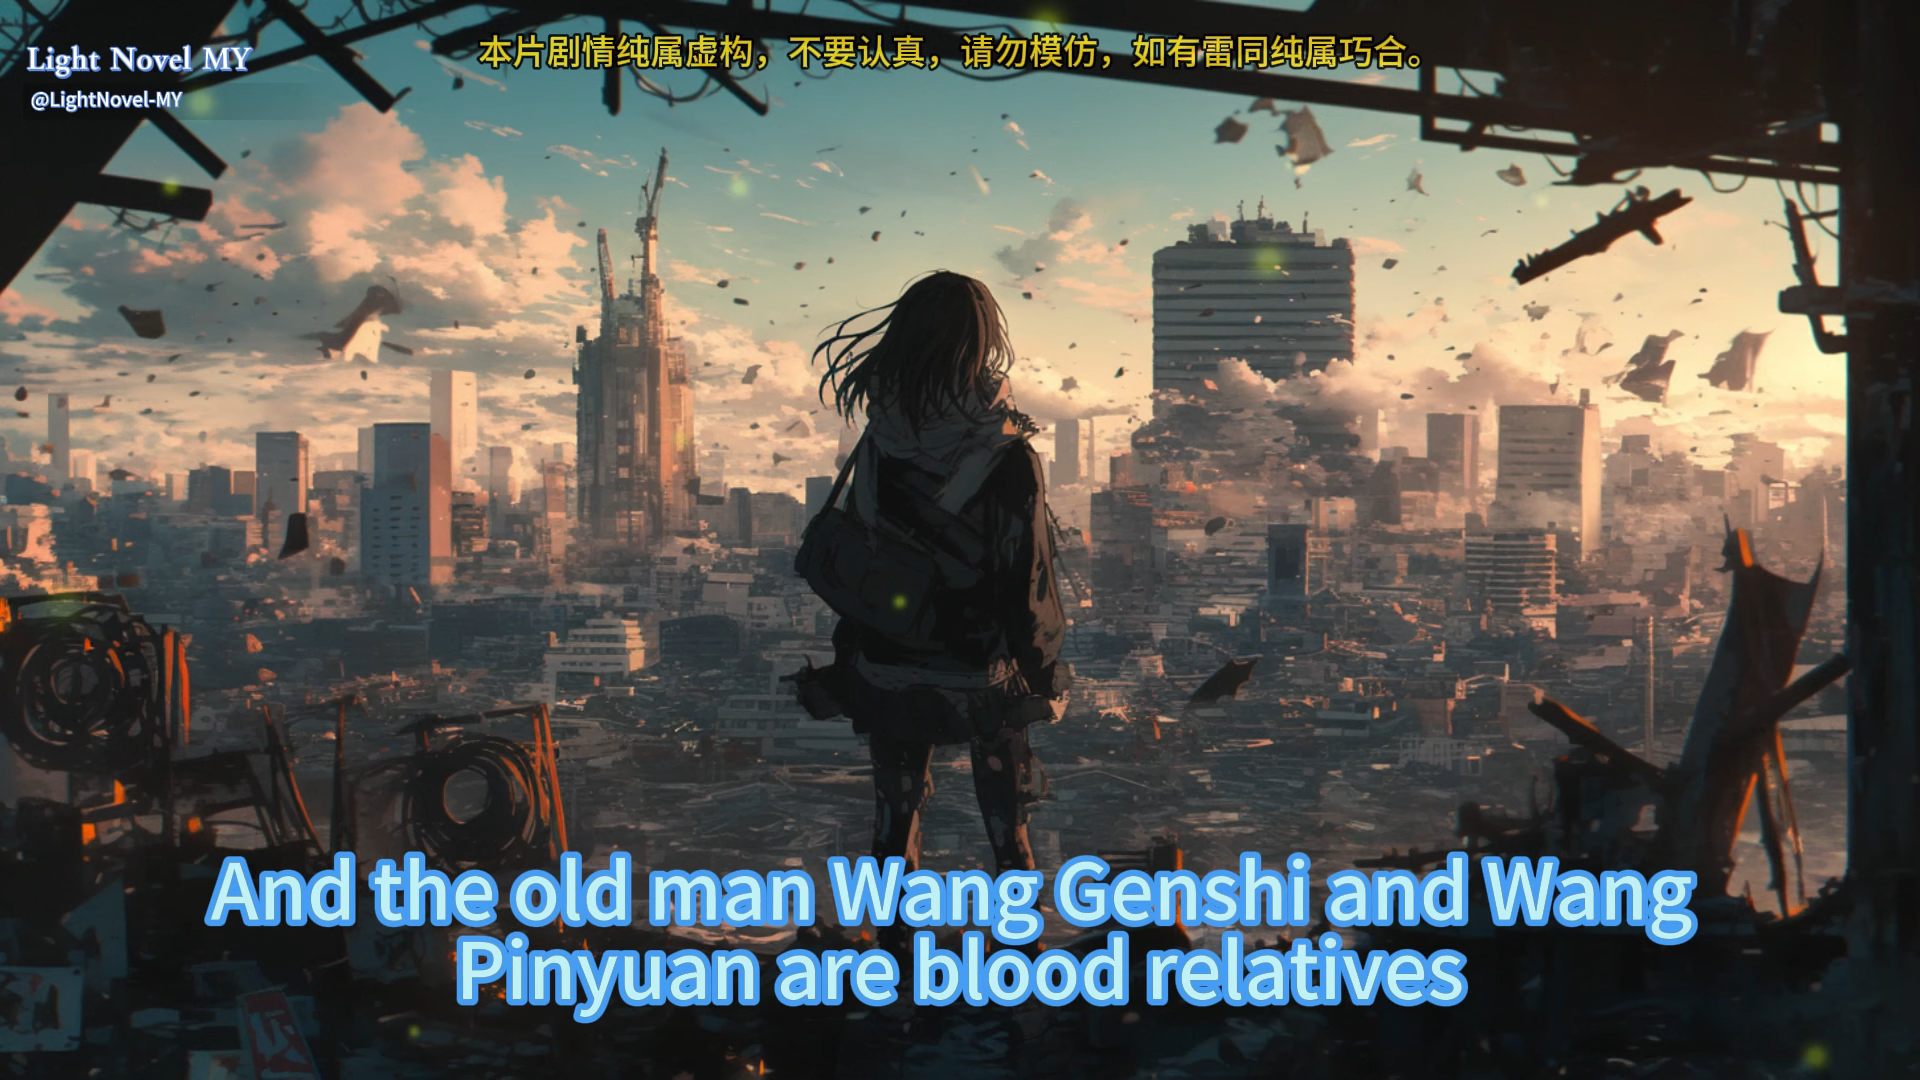 Light Novel MY
@LightNovel-MY
本片剧情纯属虚构，不要认真，请勿模仿，如有雷同纯属巧合。
And the old man Wang Genshi and Wang
Pinyuan are blood relatives